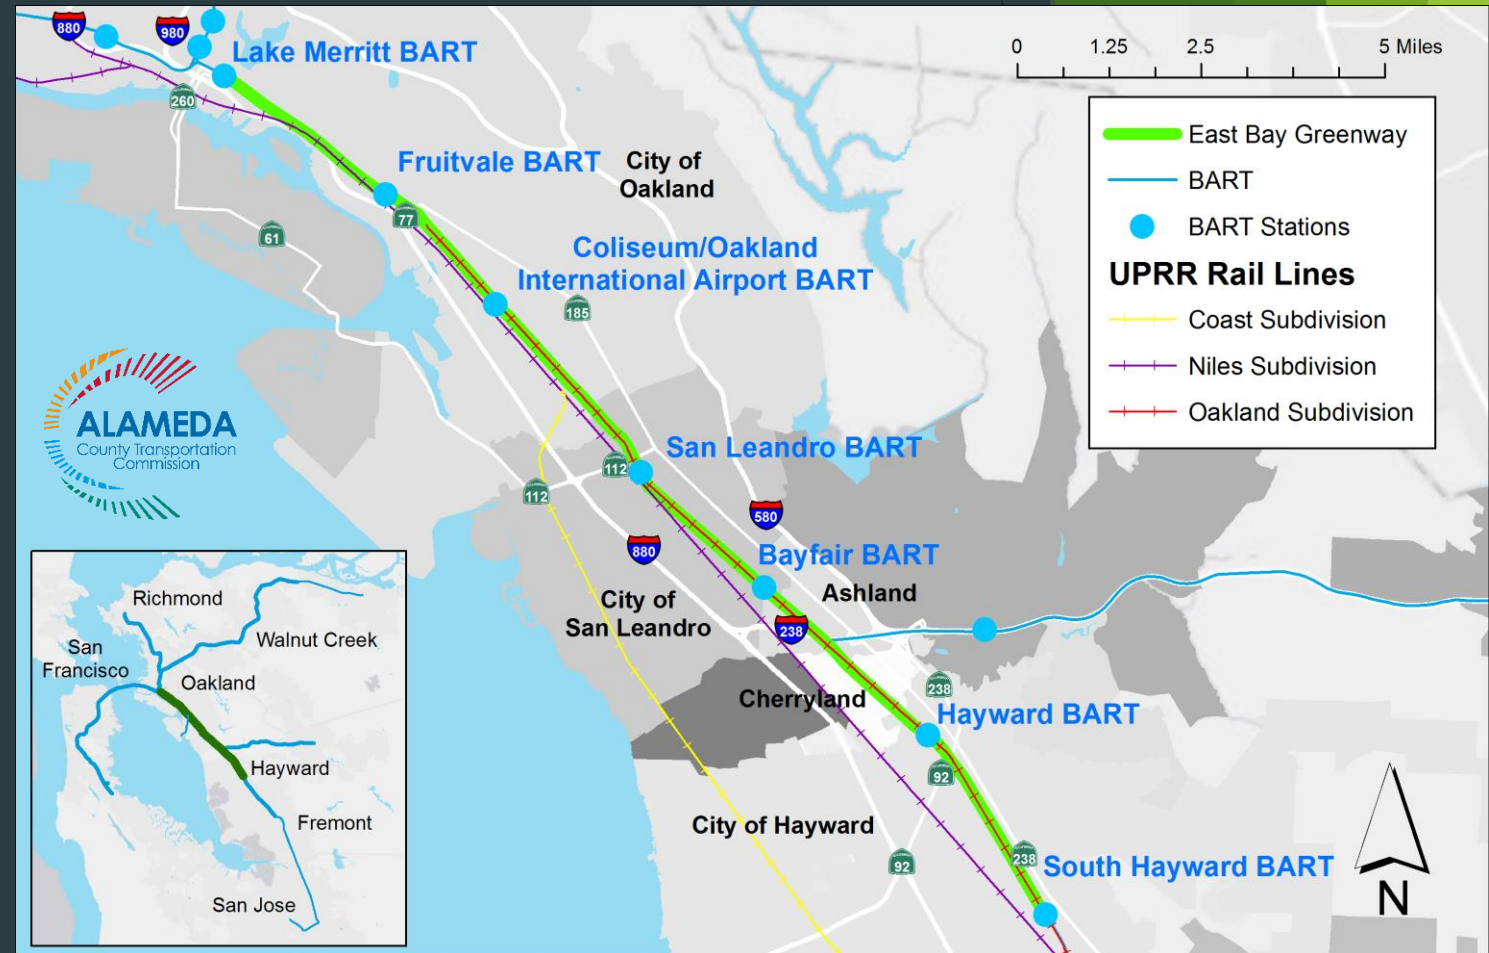 880
980
Lake Merritt BART
260
Fruitvale BART
City of
Oakland
77
61
Coliseum/Oakland
International Airport BART
185
ALAMEDA
County Transportation
Commission
San Leandro BART
112
112
580
880
Bayfair BART
Ashland
City of
San Leandro
238
Cherryland
238
Hayward BART
92
City of Hayward
92
238
South Hayward BART
0 1.25 2.5 5 Miles
East Bay Greenway
BART
BART Stations
UPRR Rail Lines
Coast Subdivision
Niles Subdivision
Oakland Subdivision
N
Richmond
Walnut Creek
San
Francisco
Oakland
Hayward
Fremont
San Jose